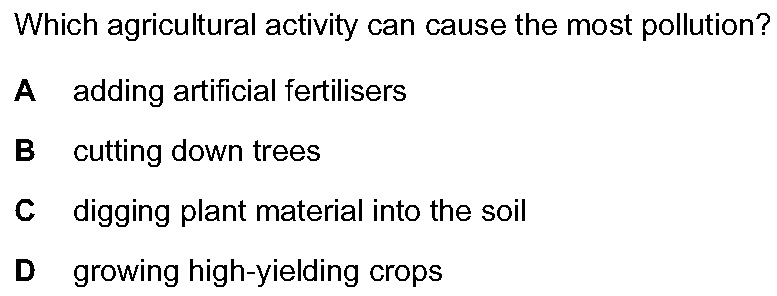 Which agricultural activity can cause the most pollution?
A adding artificial fertilisers
B cutting down trees
C digging plant material into the soil
D growing high-yielding crops